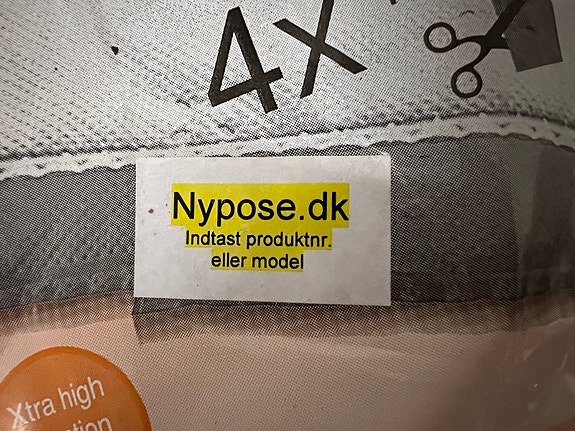 4X
Nypose.dk
Indtast produktnr.
eller model
Xtra high